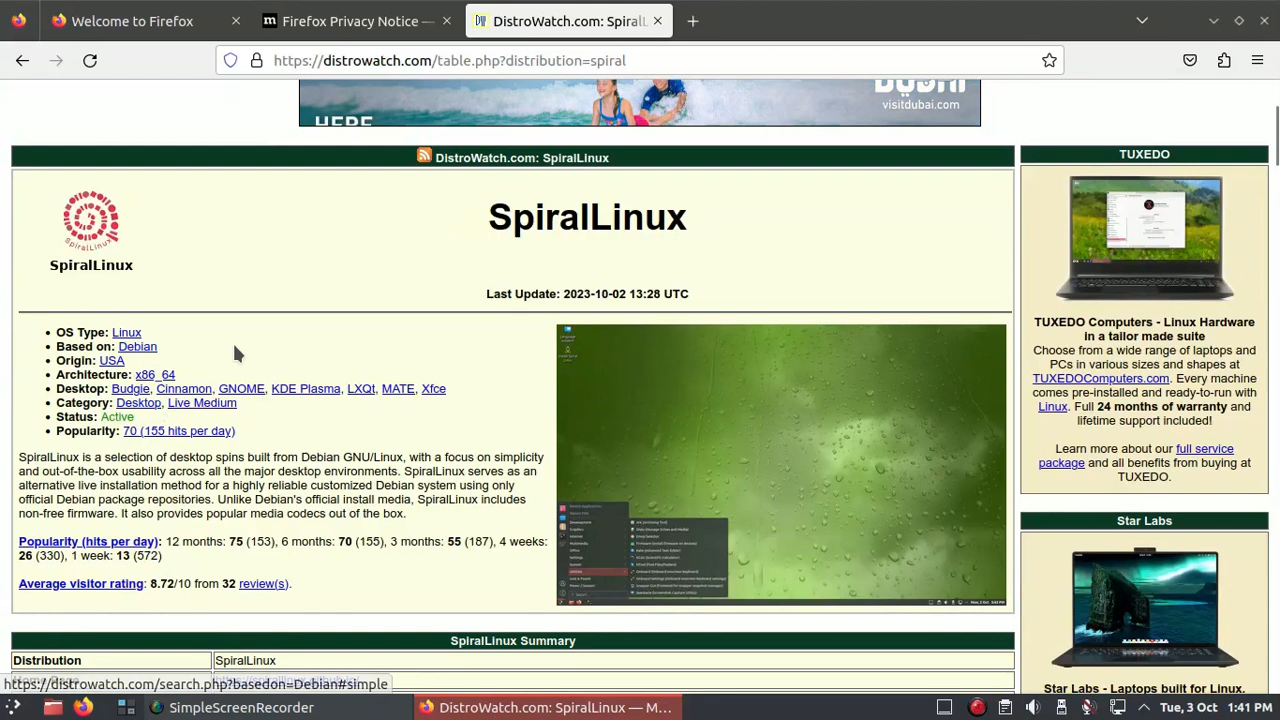 Welcome to Firefox
Firefox Privacy Notice —
DistroWatch.com: Spiral
https://distrowatch.com/table.php?distribution=spiral
HERE
visitdubai.com
DistroWatch.com: SpiralLinux
SpiralLinux
SpiralLinux
Last Update: 2023-10-02 13:28 UTC
OS Type: Linux
Based on: Debian
Origin: USA
Architecture: x86_64
Desktop: Budgie, Cinnamon, GNOME, KDE Plasma, LXQt, MATE, Xfce
Category: Desktop, Live Medium
Status: Active
Popularity: 70 (155 hits per day)
SpiralLinux is a selection of desktop spins built from Debian GNU/Linux, with a focus on simplicity
and out-of-the-box usability across all the major desktop environments. SpiralLinux serves as an
alternative live installation method for a highly reliable customized Debian system using only
official Debian package repositories. Unlike Debian's official install media, SpiralLinux includes
non-free firmware. It also provides popular media codecs out of the box.
Popularity (hits per day): 12 months: 71 (153), 6 months: 70 (155), 3 months: 55 (187), 4 weeks:
26 (330), 1 week: 13 (572)
Average visitor rating: 8.72/10 from 32 review(s).
SpiralLinux Summary
Distribution SpiralLinux
https://distrowatch.com/search.php?basedon=Debian#simple
TUXEDO
TUXEDO Computers - Linux Hardware
in a tailor made suite
Choose from a wide range of laptops and
PCs in various sizes and shapes at
TUXEDOComputers.com. Every machine
comes pre-installed and ready-to-run with
Linux. Full 24 months of warranty and
lifetime support included!
Learn more about our full service
package and all benefits from buying at
TUXEDO.
Star Labs
Star Labs - Laptops built for Linux.
SimpleScreenRecorder
DistroWatch.com: SpiralLinux — M...
Tue, 3 Oct 1:41 PM